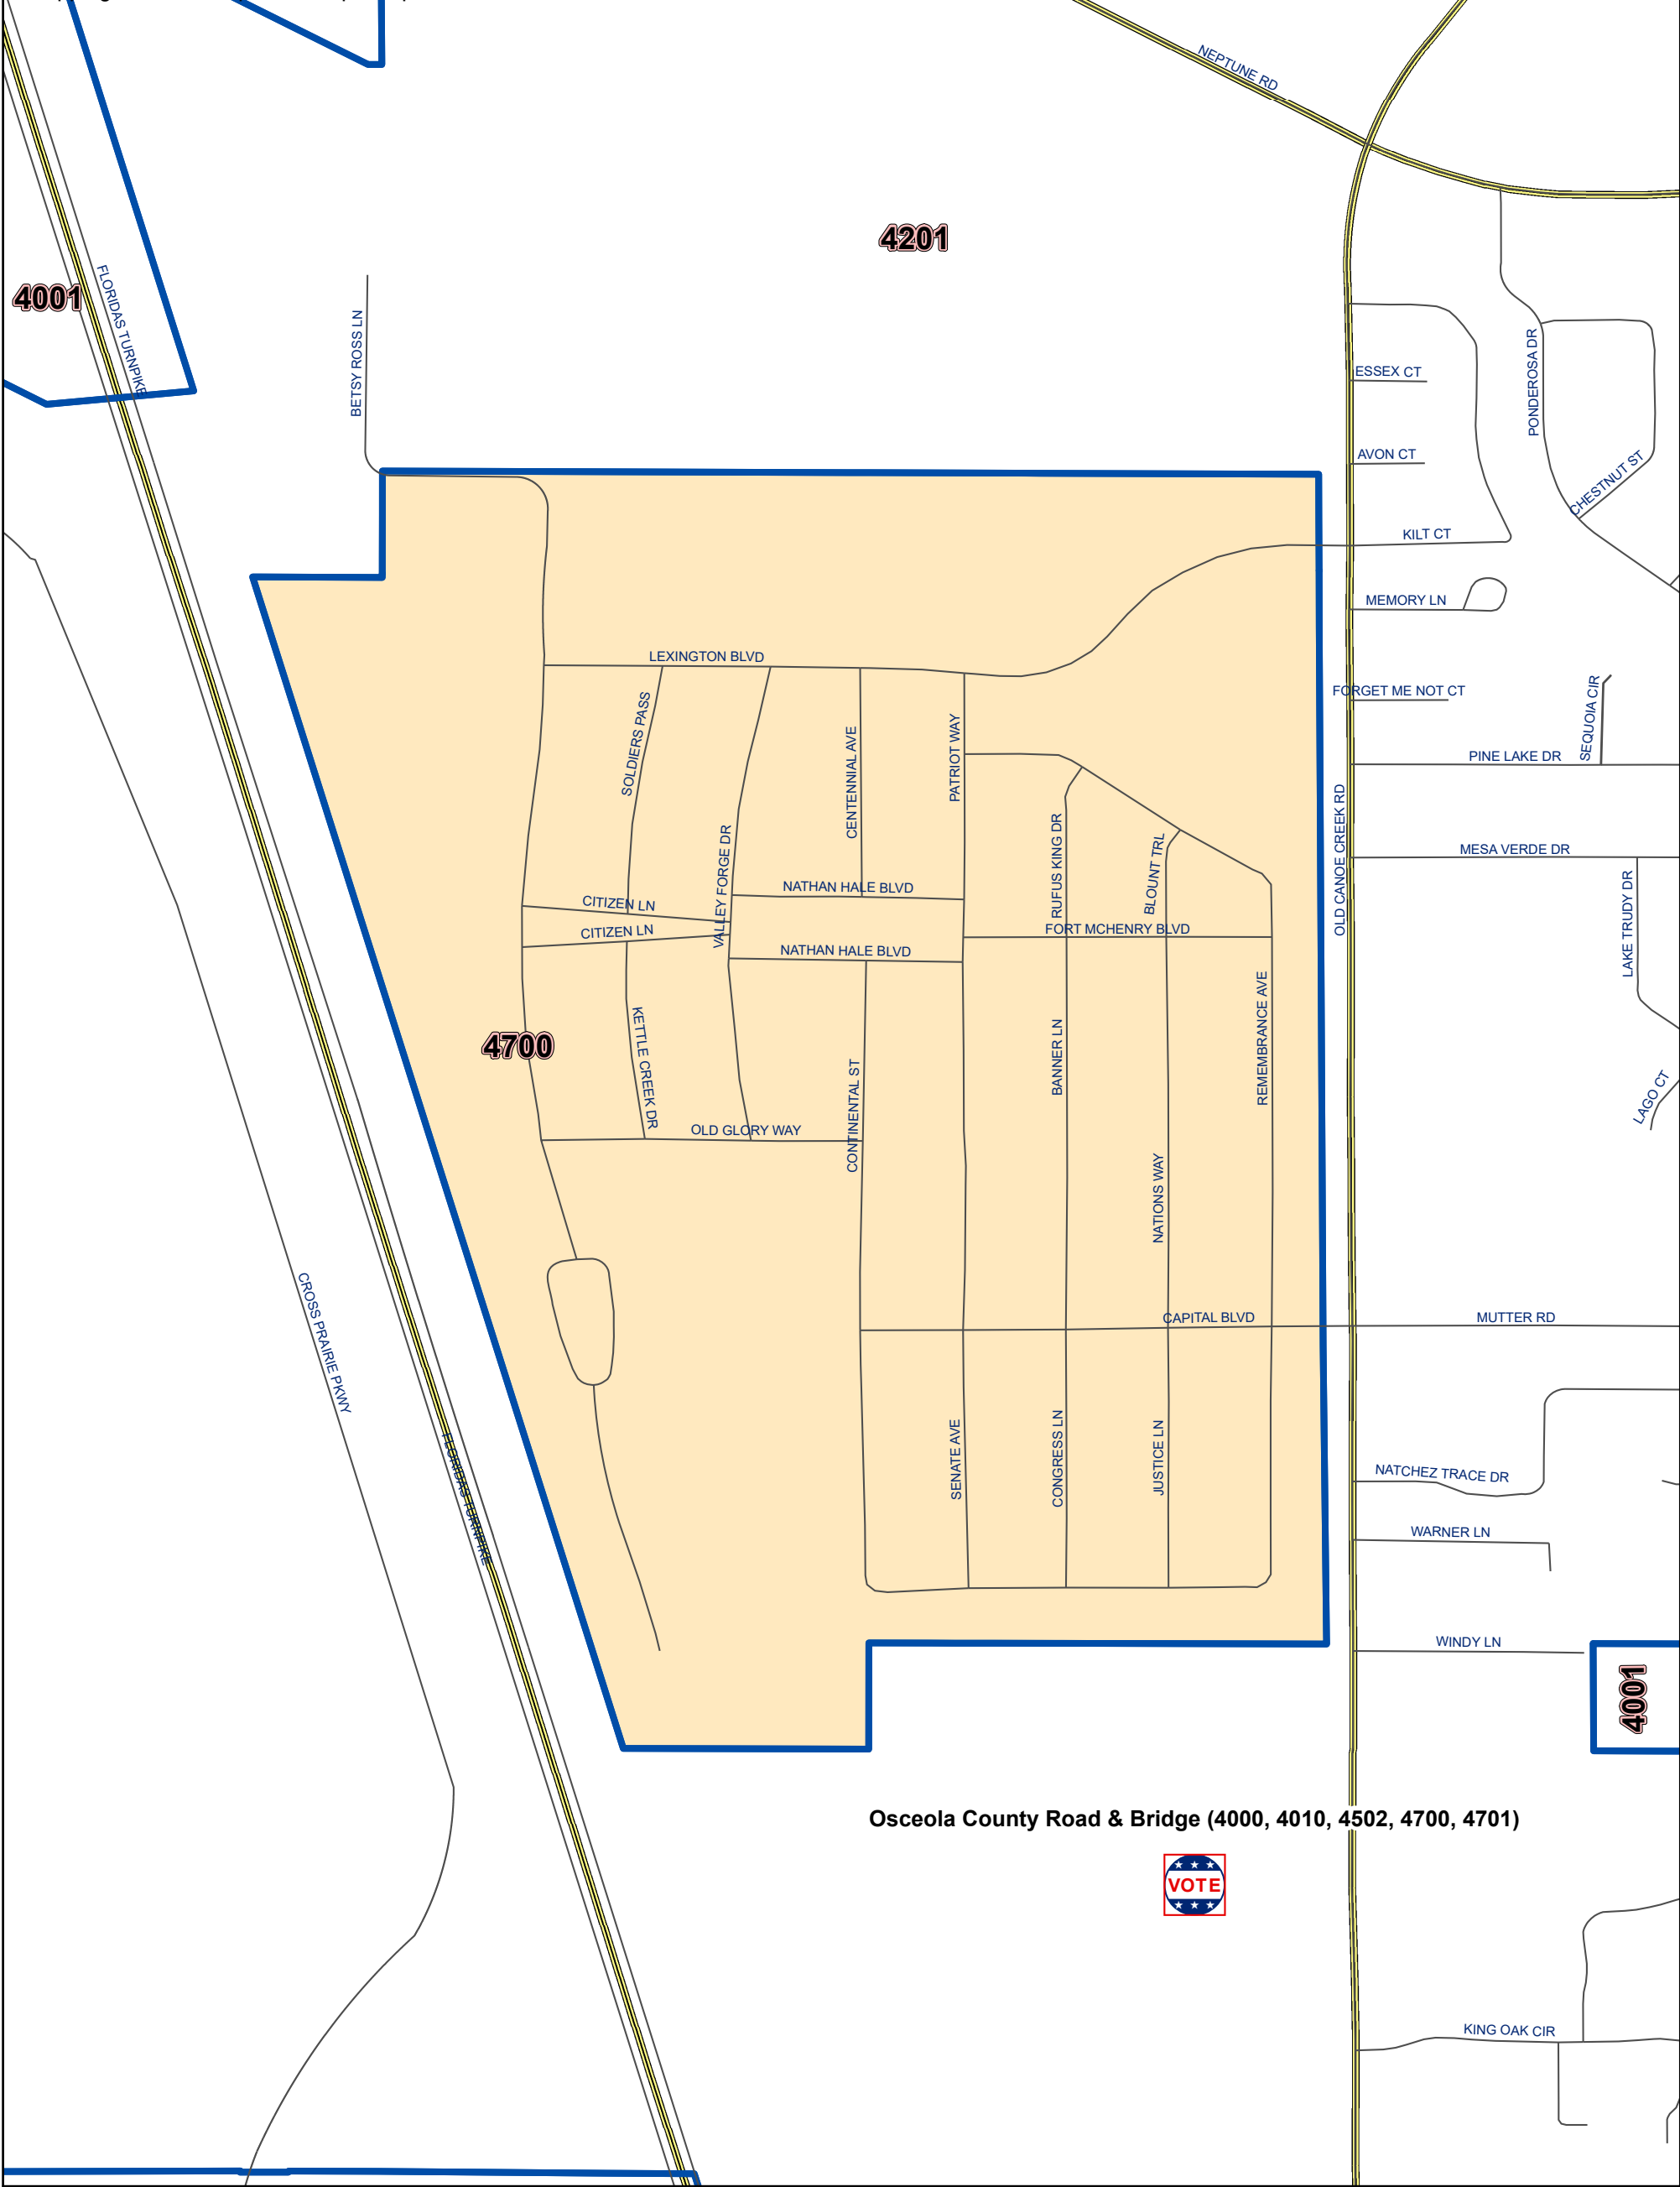 NEPTUNE RD
4201
4001
FLORIDAS TURNPIKE
BETSY ROSS LN
ESSEX CT
PONDEROSA DR
AVON CT
CHESTNUT ST
KILT CT
MEMORY LN
LEXINGTON BLVD
SOLDIERS PASS
FORGET ME NOT CT
SEQUOIA CIR
CENTENNIAL AVE
PATRIOT WAY
PINE LAKE DR
OLD CANOE CREEK RD
RUFUS KING DR
BLOUNT TRL
MESA VERDE DR
VALLEY FORGE DR
NATHAN HALE BLVD
LAKE TRUDY DR
CITIZEN LN
CITIZEN LN
FORT MCHENRY BLVD
NATHAN HALE BLVD
4700
KETTLE CREEK DR
BANNER LN
REMEMBRANCE AVE
LAGO CT
OLD GLORY WAY
CONTINENTAL ST
NATIONS WAY
CROSS PRAIRIE PKWY
CAPITAL BLVD
MUTTER RD
FLORIDAS TURNPIKE
SENATE AVE
CONGRESS LN
JUSTICE LN
NATCHEZ TRACE DR
WARNER LN
WINDY LN
4001
Osceola County Road & Bridge (4000, 4010, 4502, 4700, 4701)
VOTE
KING OAK CIR